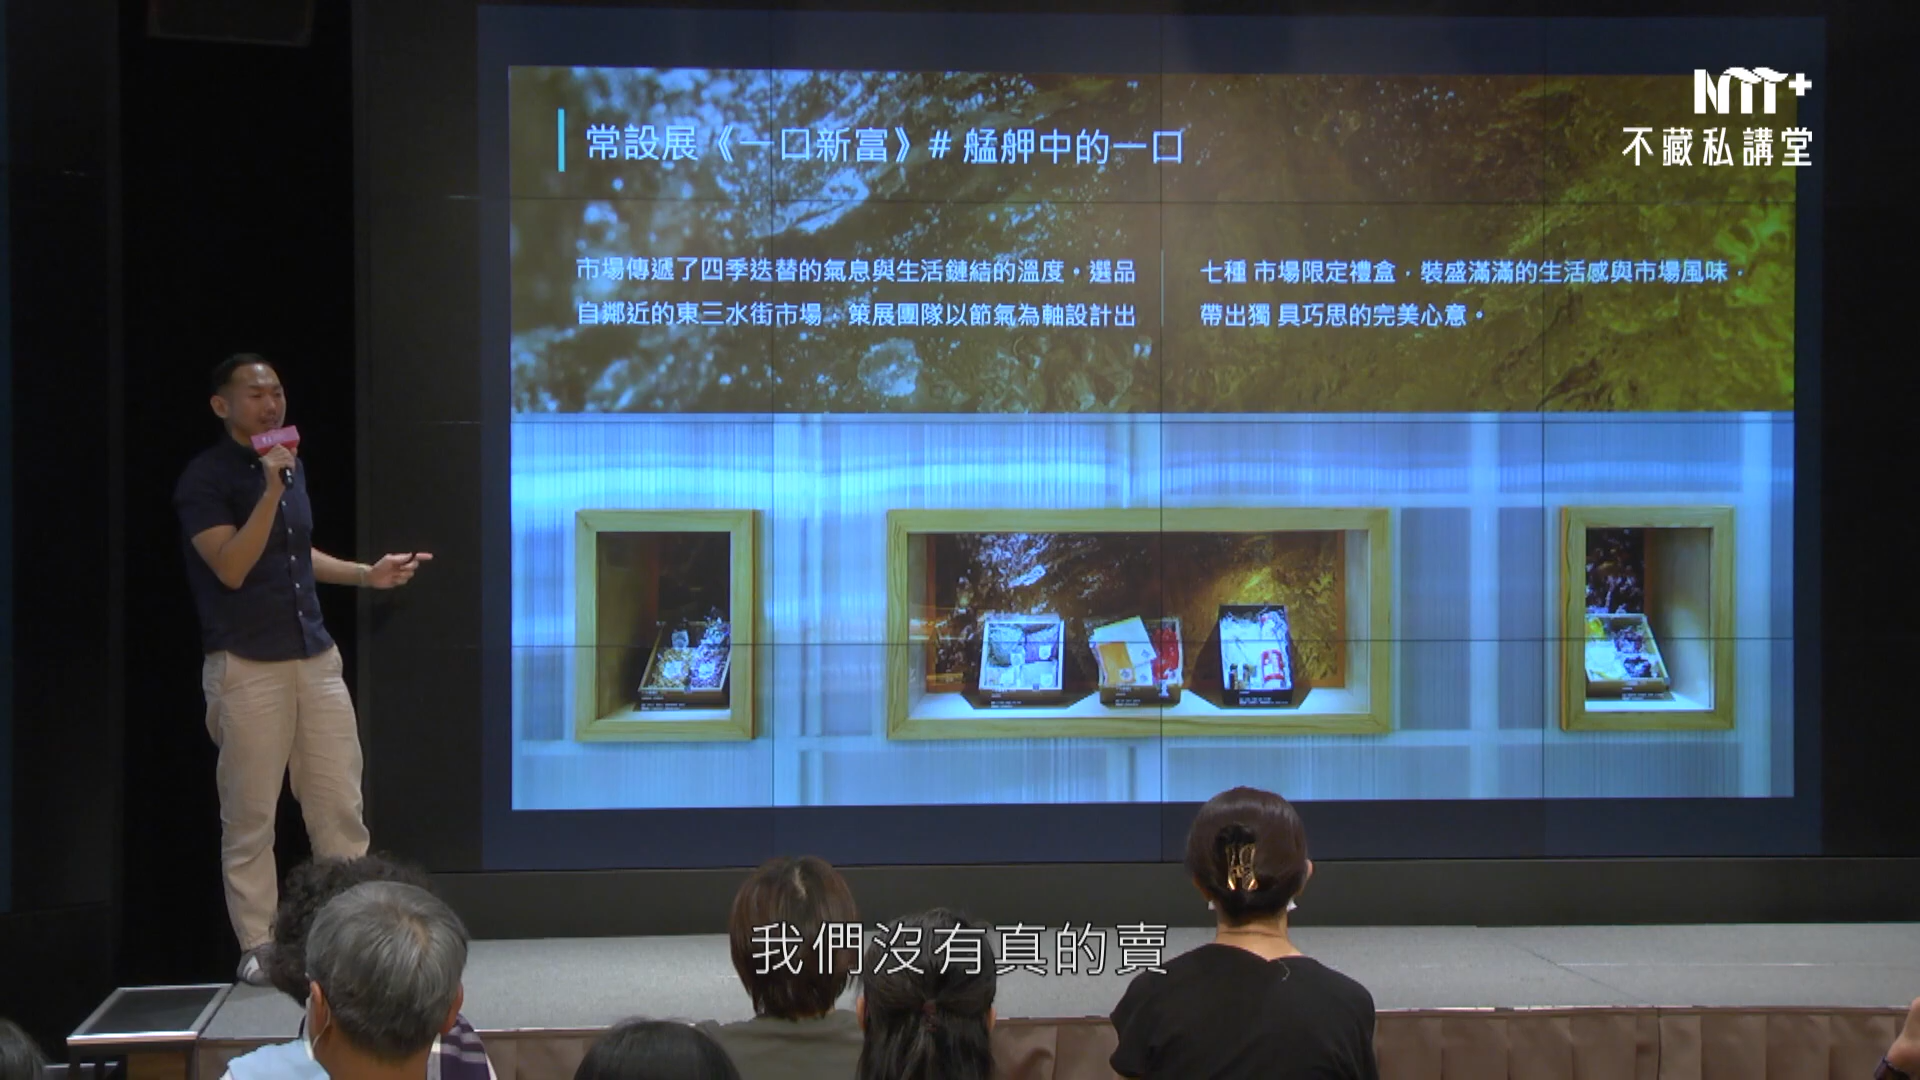 NTT+
不藏私講堂
常設展《一口新富》# 艋舺中的一口
市場傳遞了四季迭替的氣息與生活鏈結的溫度。選品
自鄰近的東三水街市場，策展團隊以節氣為軸設計出
七種 市場限定禮盒，裝盛滿滿的生活感與市場風味，
帶出獨 具巧思的完美心意。
我們沒有真的賣